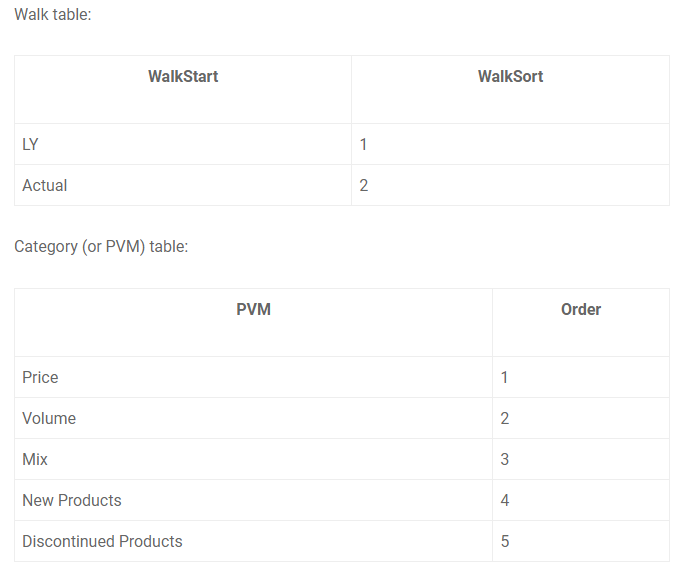 Walk table:
WalkStart WalkSort
LY 1
Actual 2
Category (or PVM) table:
PVM Order
Price 1
Volume 2
Mix 3
New Products 4
Discontinued Products 5